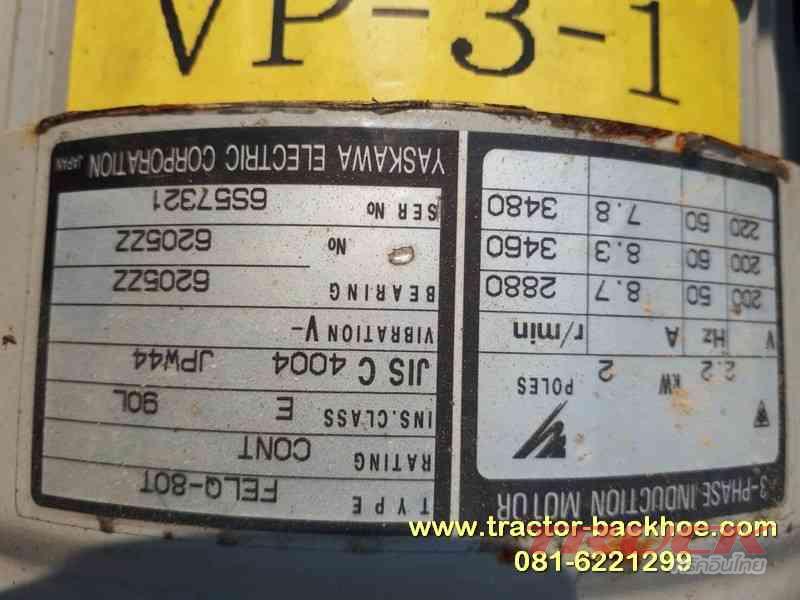 VP-3-1
3-PHASE INDUCTION MOTOR
2.2 kW 2 POLES
V Hz A r/min
200 50 8.7 2880
200 60 8.3 3460
220 60 7.8 3480
TYPE FELQ-80T
RATING CONT
INS.CLASS E 90L
JIS C 4004 JPW44
VIBRATION V-
BEARING 6205ZZ
No 6205ZZ
SER No 6S57321
YASKAWA ELECTRIC CORPORATION JAPAN
www.tractor-backhoe.com
081-6221299